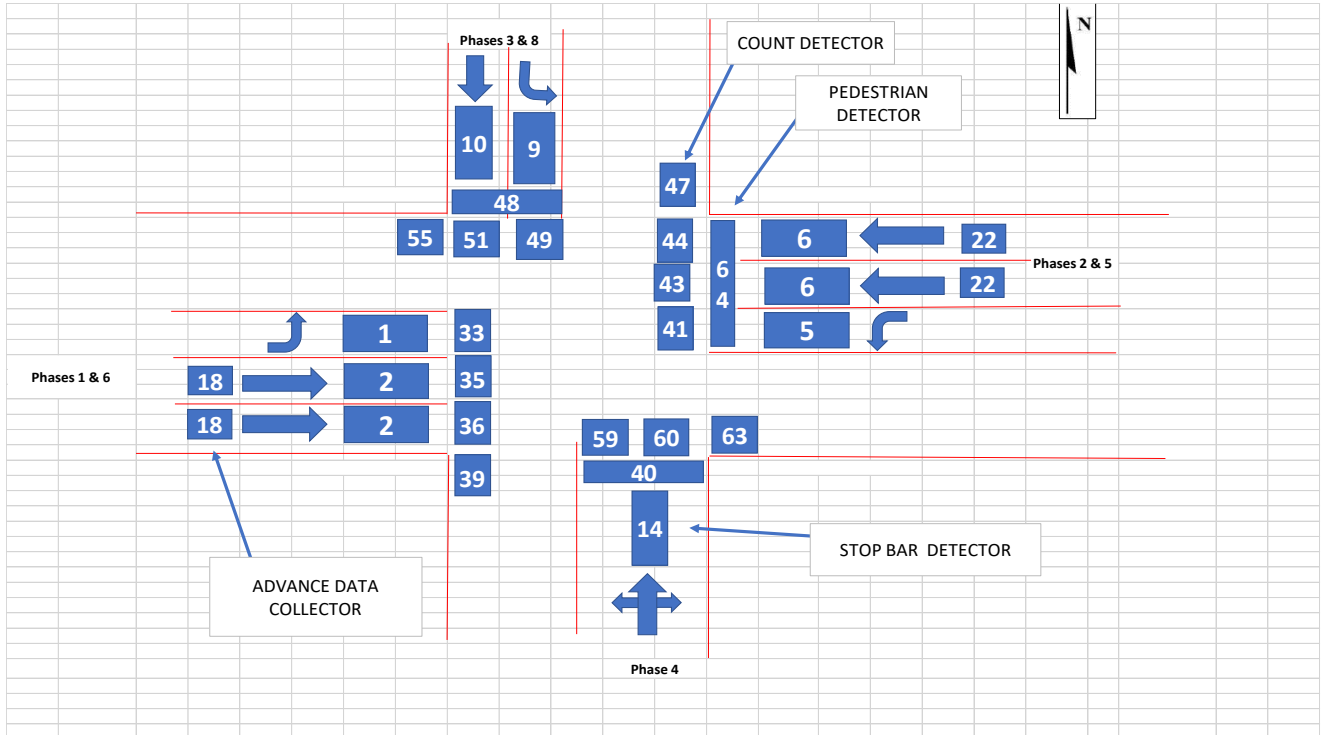 N
Phases 3 & 8
COUNT DETECTOR
PEDESTRIAN
DETECTOR
10
9
47
48
55
51
49
44
6
22
6
4
43
6
22
Phases 2 & 5
41
5
1
33
Phases 1 & 6
18
2
35
18
2
36
59
60
63
39
40
14
STOP BAR DETECTOR
ADVANCE DATA
COLLECTOR
Phase 4